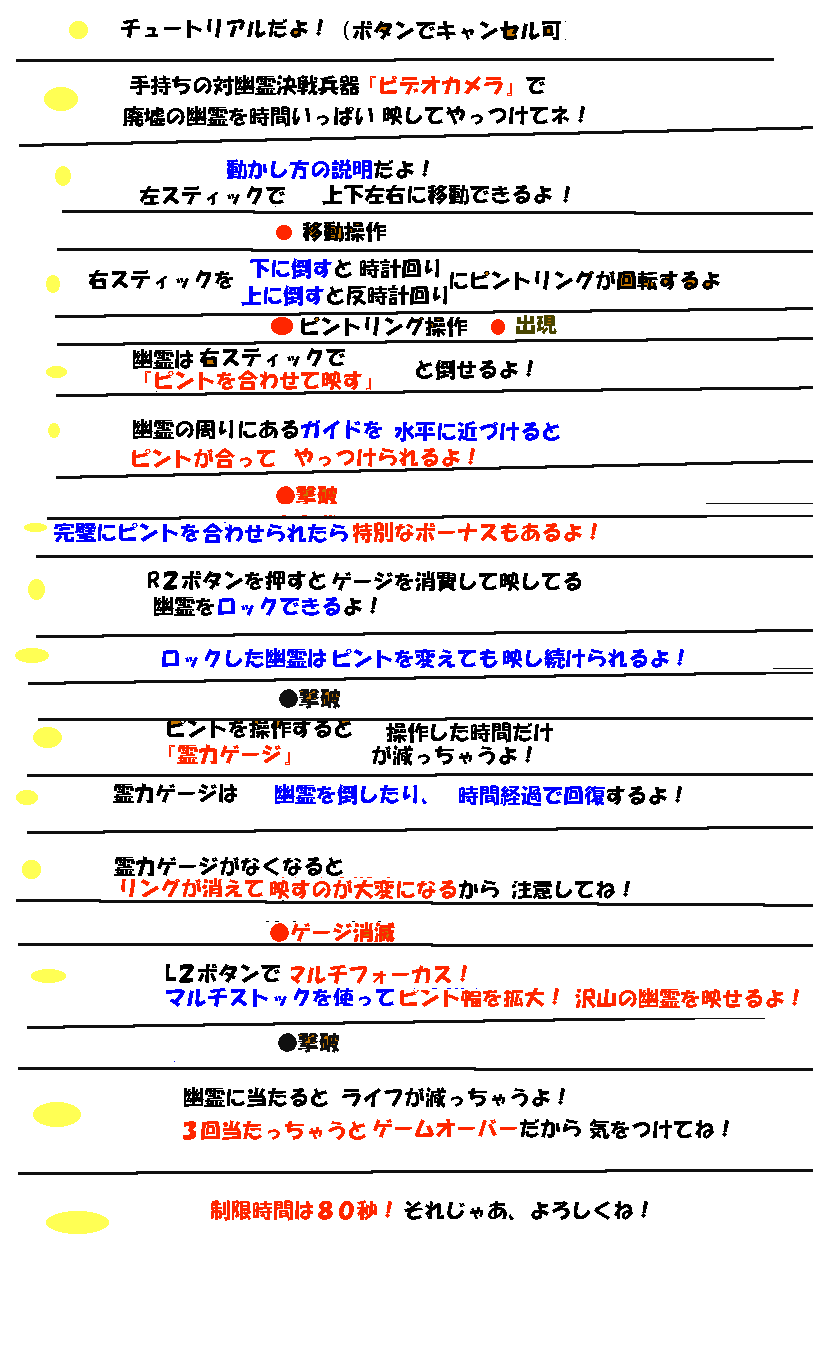 チュートリアルだよ！（ボタンでキャンセル可
手持ちの対幽霊決戦兵器『ビデオカメラ』で
廃墟の幽霊を時間いっぱい 映してやっつけてネ！
動かし方の説明だよ！
左スティックで 上下左右に移動できるよ！
●移動操作
右スティックを 下に倒すと 時計回り にピントリングが回転するよ
上に倒すと反時計回り
●ピントリング操作 ●出現
幽霊は右スティックで
『ピントを合わせて映す』 と倒せるよ！
幽霊の周りにあるガイドを 水平に近づけると
ピントが合って やっつけられるよ！
●撃破
完璧にピントを合わせられたら特別なボーナスもあるよ！
R2ボタンを押すとゲージを消費して映してる
幽霊をロックできるよ！
ロックした幽霊はピントを変えても映し続けられるよ！
●撃破
ピントを操作すると 操作した時間だけ
『霊力ゲージ』 が減っちゃうよ！
霊力ゲージは 幽霊を倒したり、 時間経過で回復するよ！
霊力ゲージがなくなると
リングが消えて 映すのが大変になるから 注意してね！
●ゲージ消滅
L2ボタンで マルチフォーカス！
マルチストックを使ってピント幅を拡大！ 沢山の幽霊を映せるよ！
●撃破
幽霊に当たると ライフが減っちゃうよ！
３回当たっちゃうとゲームオーバーだから 気をつけてね！
制限時間は８０秒！ それじゃあ、よろしくね！